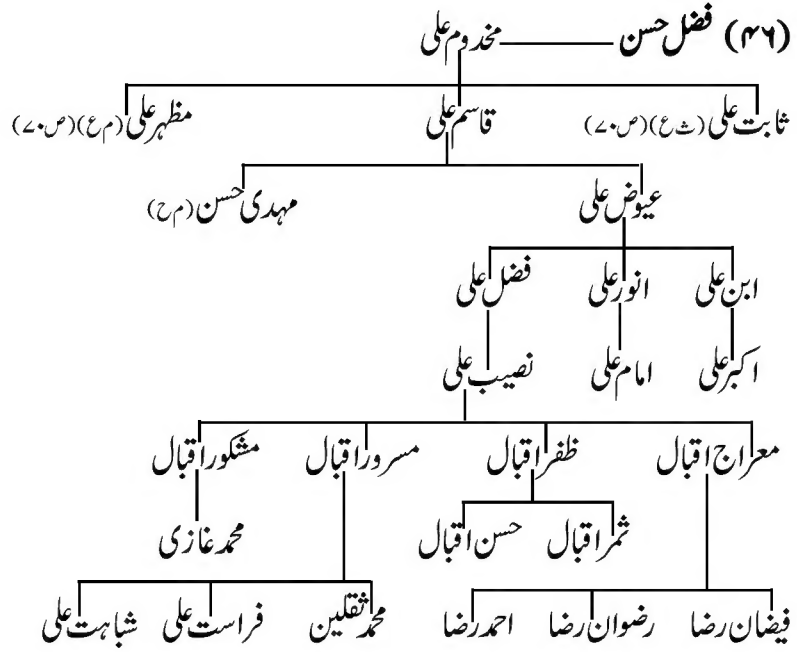 (۴۶) فضل حسن مخدوم علی
ثابت علی (ث ع) (ص ۷۰) قاسم علی مظہر علی (م ع) (ص ۷۰)
عیوض علی مہدی حسن (م ح)
ابن علی انور علی فضل علی
اکبر علی امام علی نصیب علی
معراج اقبال ظفر اقبال مسرور اقبال مشکور اقبال
ثمر اقبال حسن اقبال محمد غازی
فیضان رضا رضوان رضا احمد رضا محمد ثقلین فراست علی شباہت علی